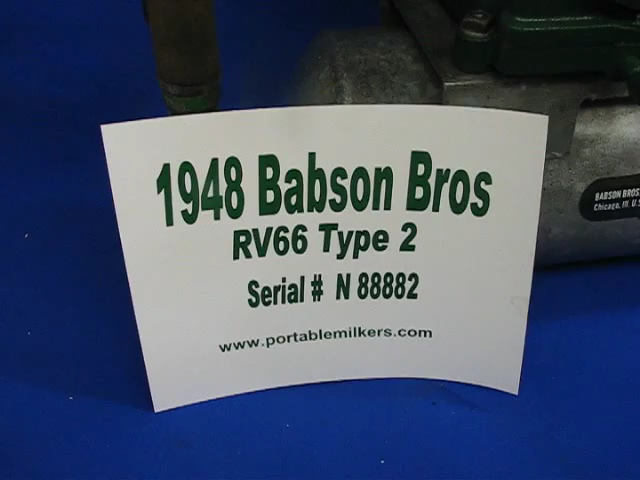 1948 Babson Bros
RV66 Type 2
Serial # N 88882
www.portablemilkers.com
BABSON BROS
Chicago, Ill U.S